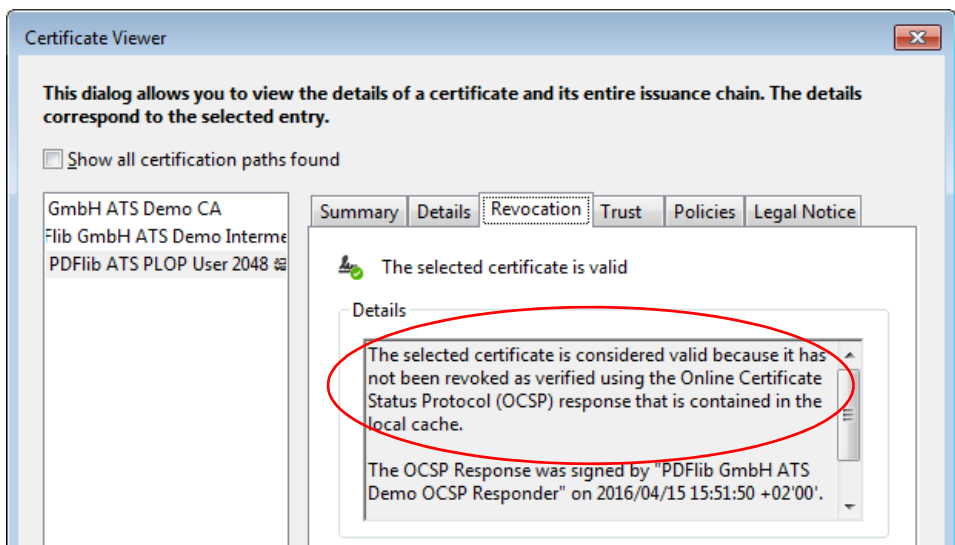 Certificate Viewer
This dialog allows you to view the details of a certificate and its entire issuance chain. The details
correspond to the selected entry.
Show all certification paths found
GmbH ATS Demo CA
Flib GmbH ATS Demo Interme
PDFlib ATS PLOP User 2048
Summary Details Revocation Trust Policies Legal Notice
The selected certificate is valid
Details
The selected certificate is considered valid because it has
not been revoked as verified using the Online Certificate
Status Protocol (OCSP) response that is contained in the
local cache.
The OCSP Response was signed by "PDFlib GmbH ATS
Demo OCSP Responder" on 2016/04/15 15:51:50 +02'00'.